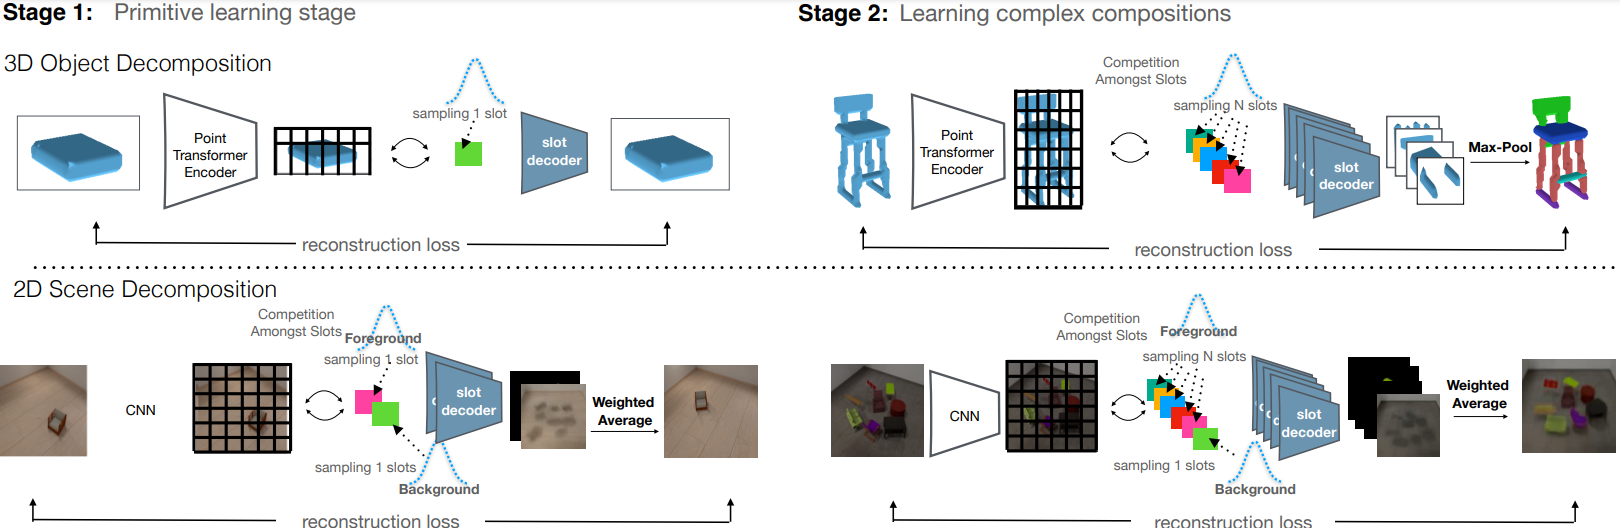 Stage 1: Primitive learning stage
Stage 2: Learning complex compositions
3D Object Decomposition
Point
Transformer
Encoder
sampling 1 slot
slot
decoder
reconstruction loss
Competition
Amongst Slots
sampling N slots
Point
Transformer
Encoder
slot
decoder
Max-Pool
reconstruction loss
2D Scene Decomposition
Competition
Amongst Slots
Foreground
sampling 1 slot
CNN
slot
decoder
Weighted
Average
sampling 1 slots
Background
reconstruction loss
Competition
Amongst Slots
Foreground
sampling N slots
CNN
slot
decoder
Weighted
Average
sampling 1 slots
Background
reconstruction loss